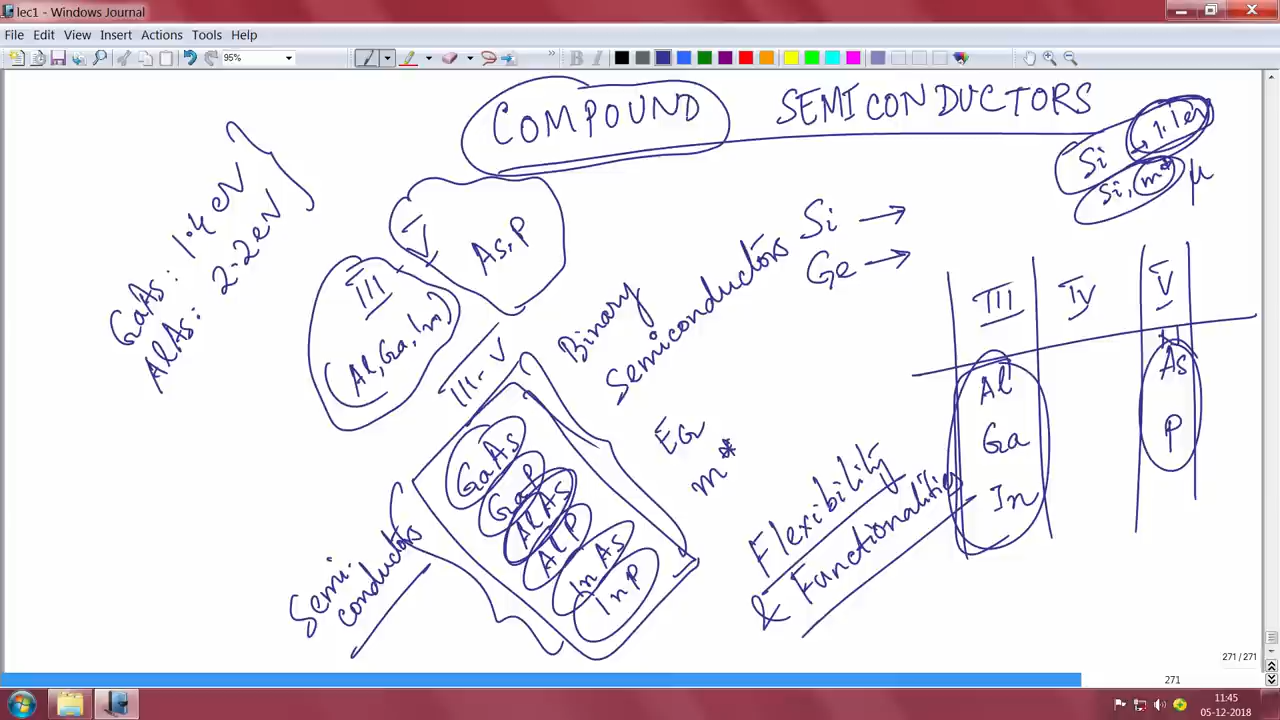 lec1 - Windows Journal
File Edit View Insert Actions Tools Help
95%
COMPOUND SEMICONDUCTORS
Si → 1.1eV
Si, m* μ
GaAs: 1.4 eV
AlAs: 2.2eV
III - V
(Al, Ga, In)
As, P
III-V
Binary
Semiconductors
Si →
Ge →
III IV V
Al
Ga
In
N
As
P
EG
m*
GaAs
GaP
AlAs
AlP
InAs
InP
Semi-
conductors
Flexibility
& Functionalities
271 / 271
271
11:45
05-12-2018